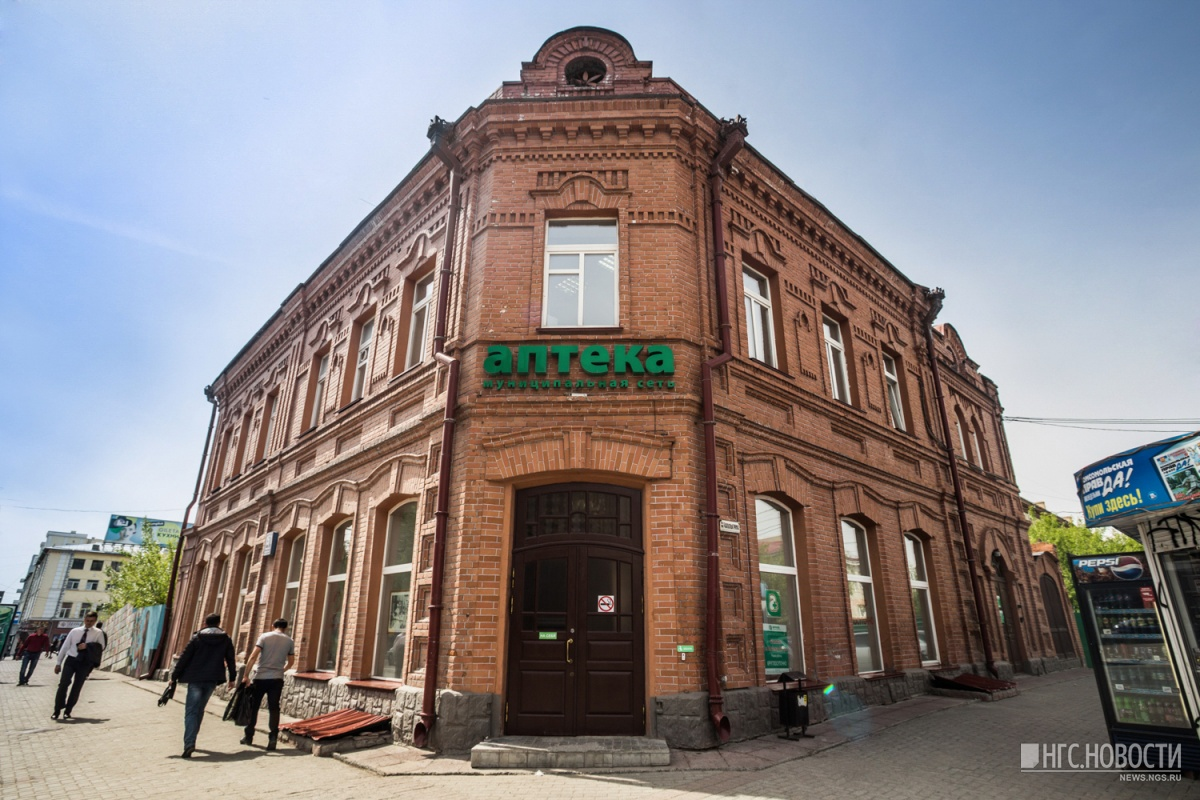 аптека
муниципальная сеть
КОМСОМОЛЬСКАЯ
ПРАВДА!
Купи здесь!
PEPSI
НГС.НОВОСТИ
NEWS.NGS.RU